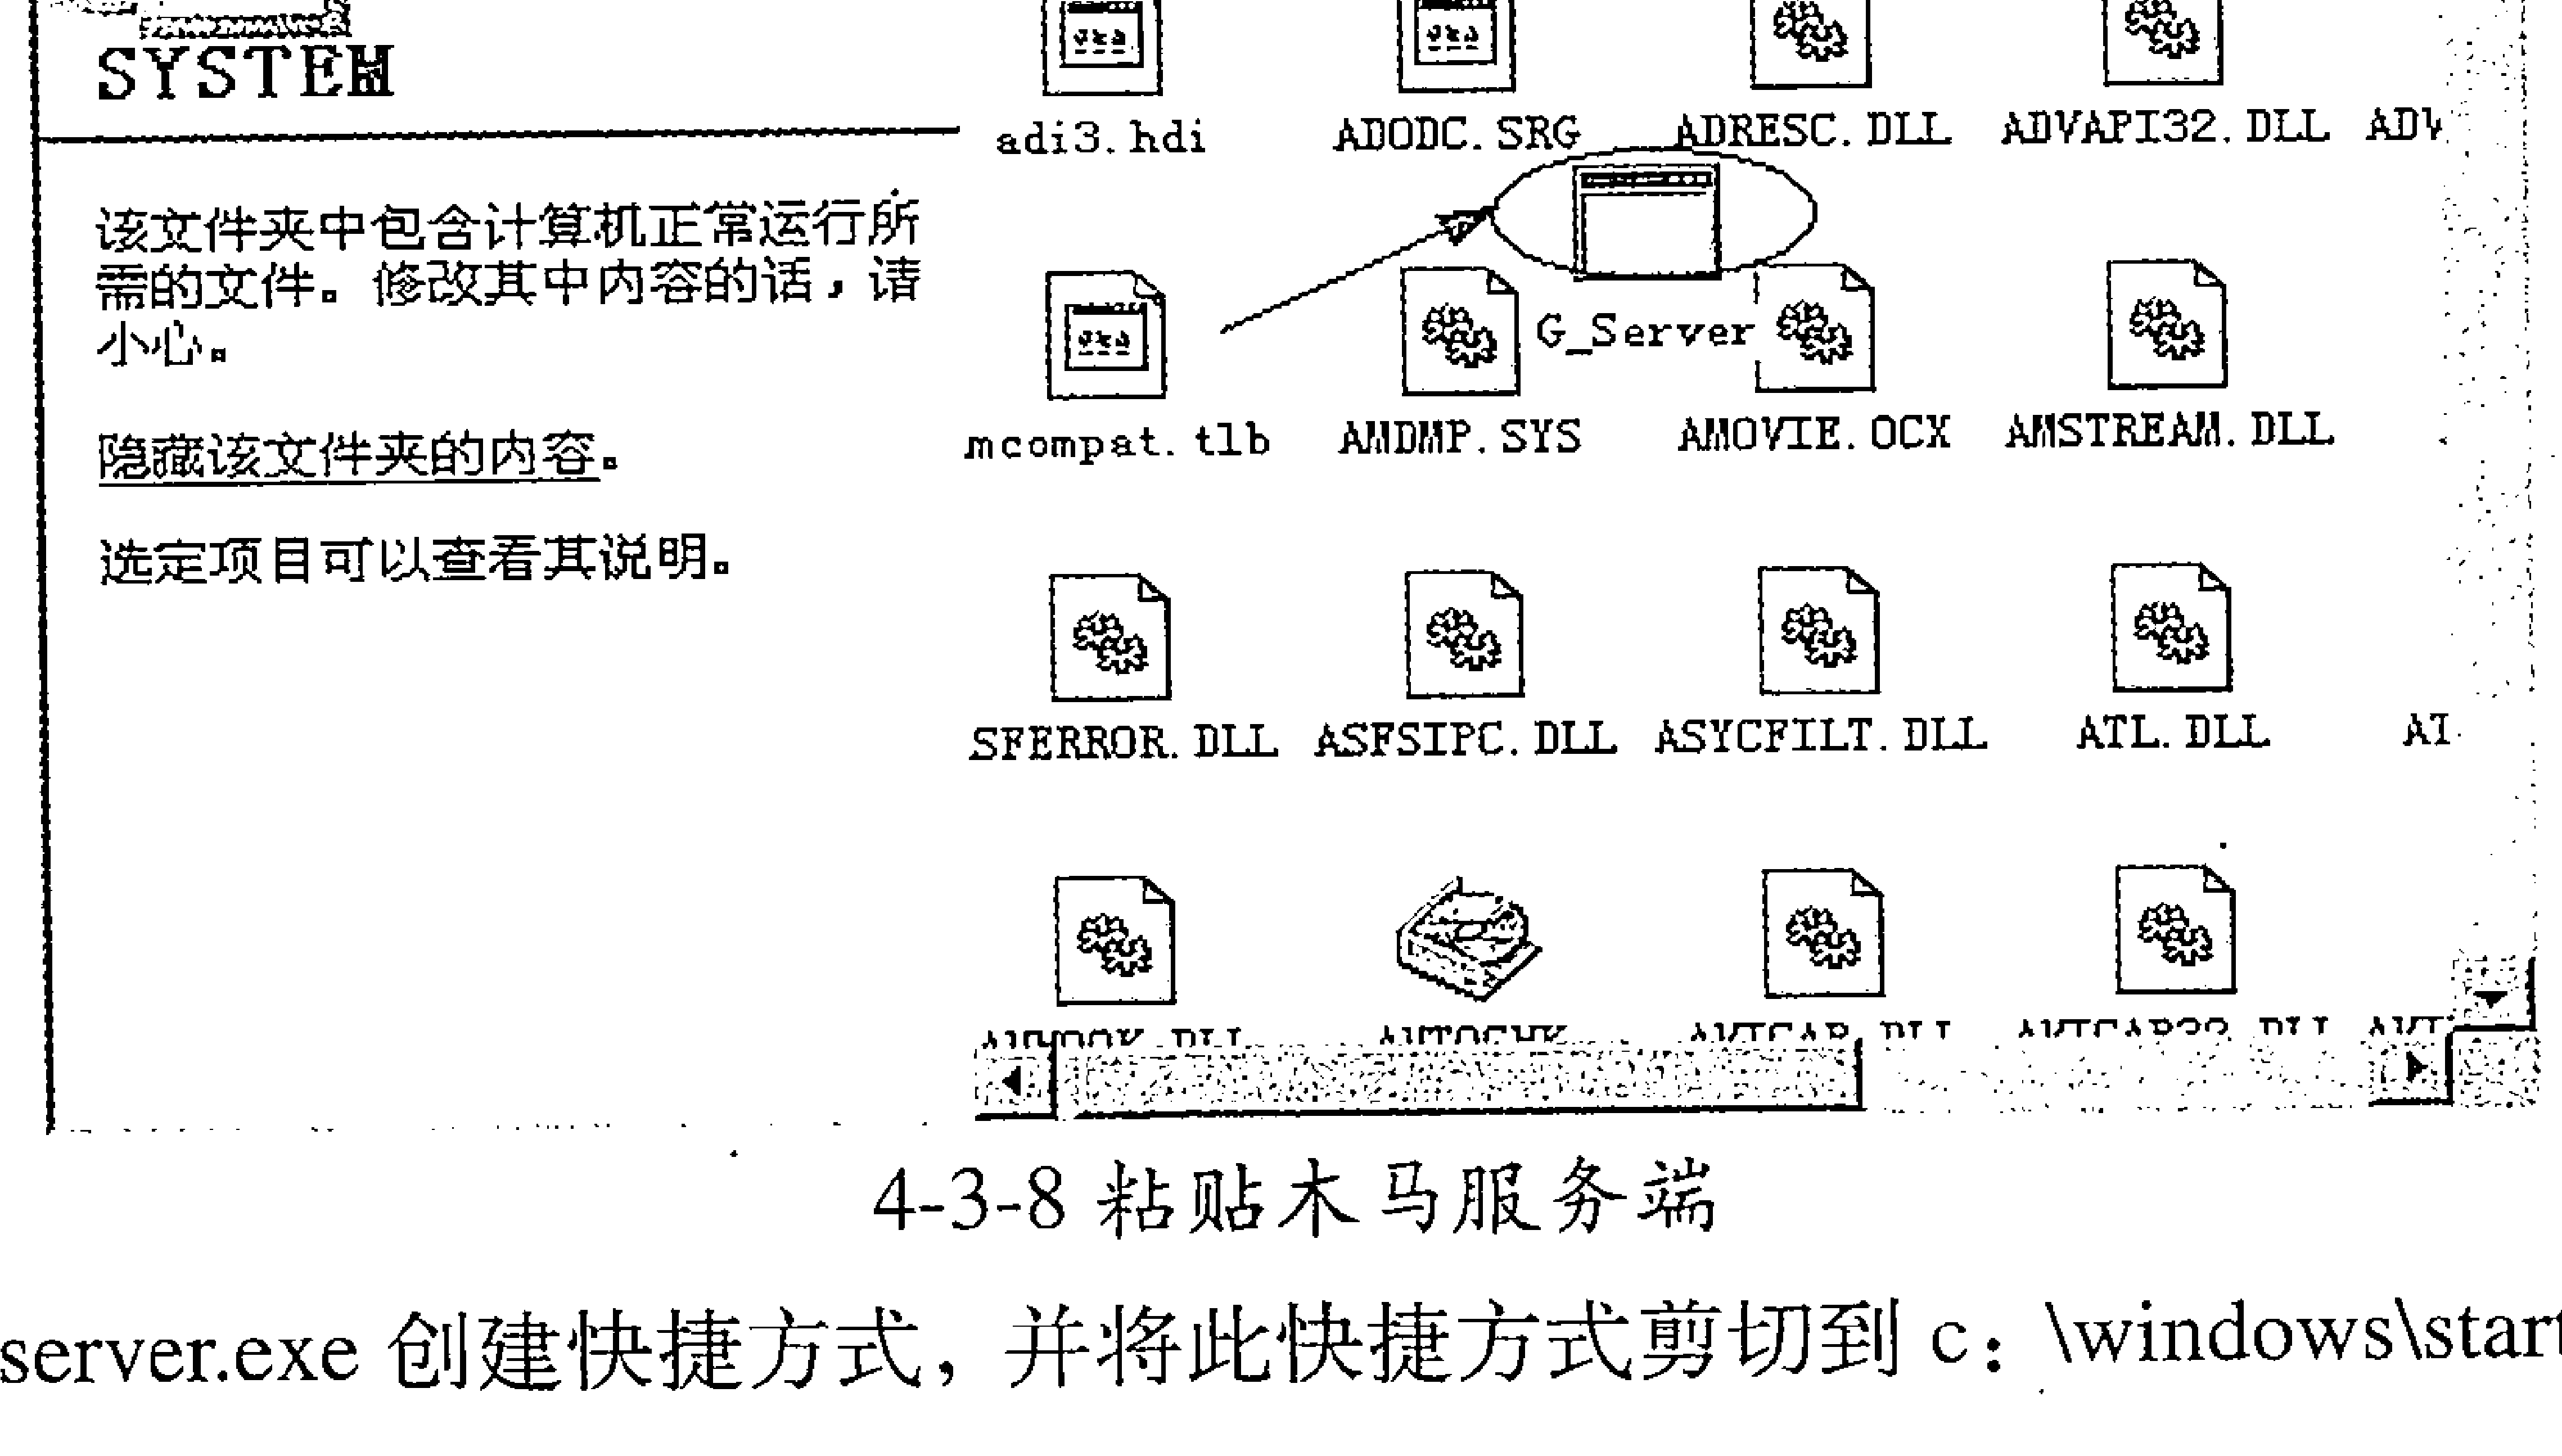 SYSTEM
adi3.hdi ADODC.SRG ADRESC.DLL ADVAPI32.DLL ADV
该文件夹中包含计算机正常运行所
需的文件。修改其中内容的话，请
小心。
G_Server
mcompat.tlb AMDMP.SYS AMOVIE.OCX AMSTREAM.DLL
隐藏该文件夹的内容。
选定项目可以查看其说明。
SFERROR.DLL ASFSIPC.DLL ASYCFILT.DLL ATL.DLL AT
4-3-8 粘贴木马服务端
server.exe 创建快捷方式，并将此快捷方式剪切到 c：\windows\start